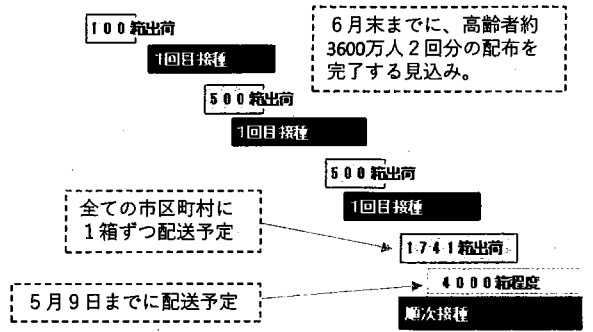 100箱出荷
6月末までに、高齢者約
3600万人2回分の配布を
完了する見込み。
1回目接種
500箱出荷
1回目接種
500箱出荷
1回目接種
全ての市区町村に
1箱ずつ配送予定
1741箱出荷
4000箱程度
5月9日までに配送予定
順次接種